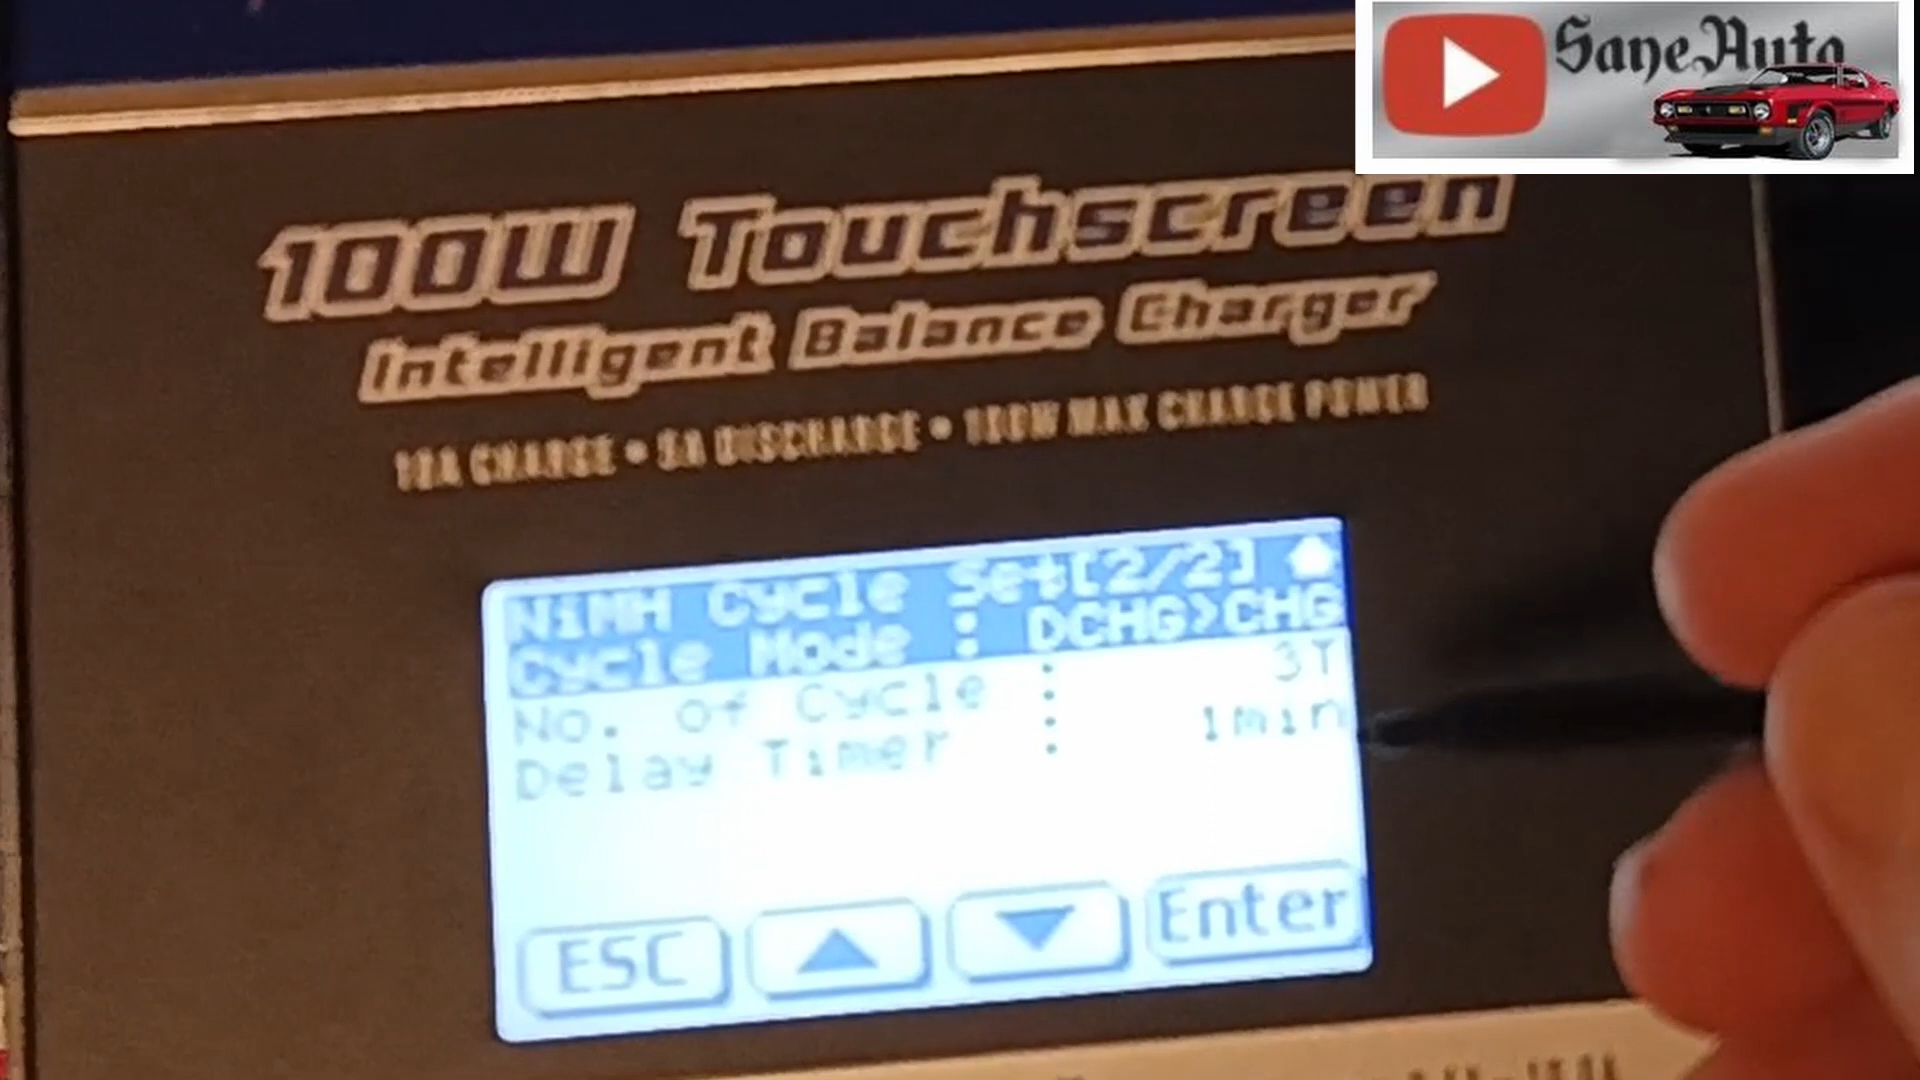 SaneAuto
100W Touchscreen
Intelligent Balance Charger
10A CHARGE • 5A DISCHARGE • 100W MAX CHARGE POWER
NiMH Cycle Set[2/2]
Cycle Mode : DCHG>CHG
No. of Cycle : 3T
Delay Timer : 1min
ESC
Enter